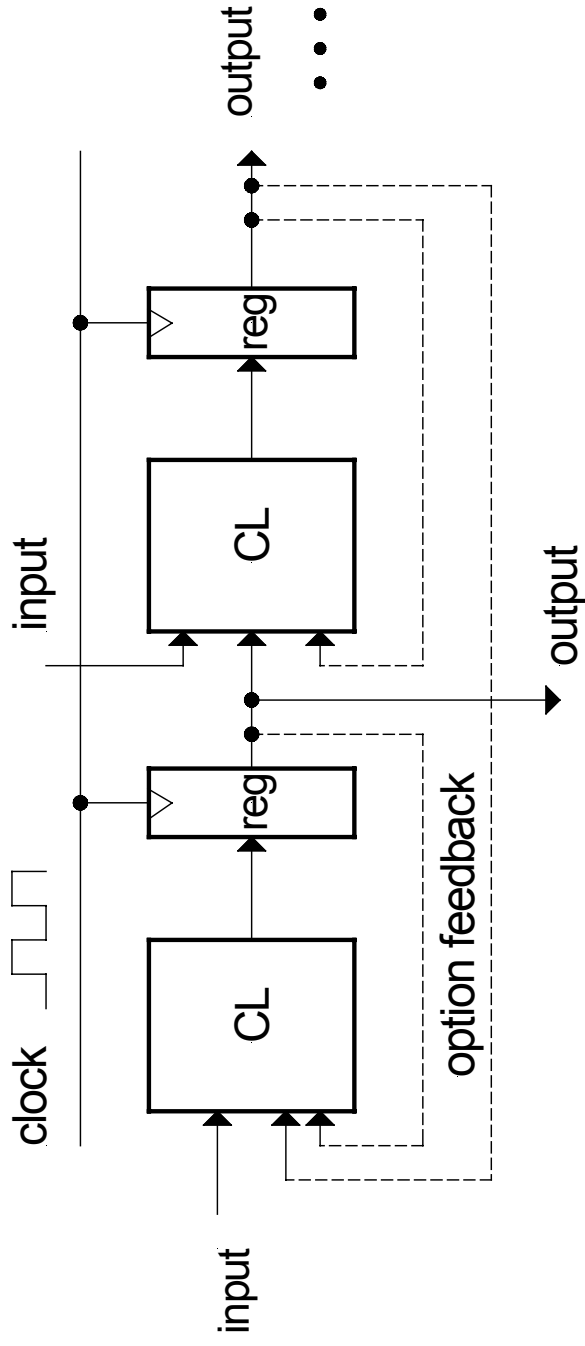 clock
input
input
CL
reg
CL
reg
output
option feedback
output